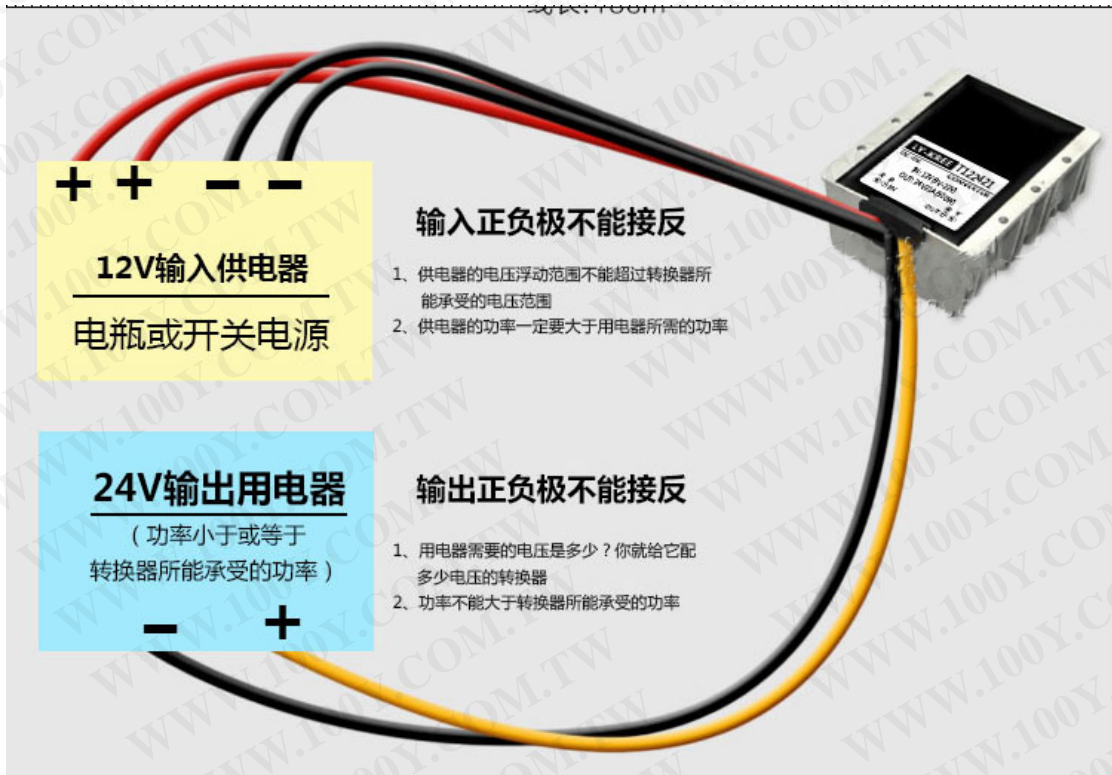 ++--
12V输入供电器
电瓶或开关电源
输入正负极不能接反
1、供电器的电压浮动范围不能超过转换器所
能承受的电压范围
2、供电器的功率一定要大于用电器所需的功率
LY-KREE T122421
24V输出用电器
（功率小于或等于
转换器所能承受的功率）
- +
输出正负极不能接反
1、用电器需要的电压是多少？你就给它配
多少电压的转换器
2、功率不能大于转换器所能承受的功率
WWW.100Y.COM.TW